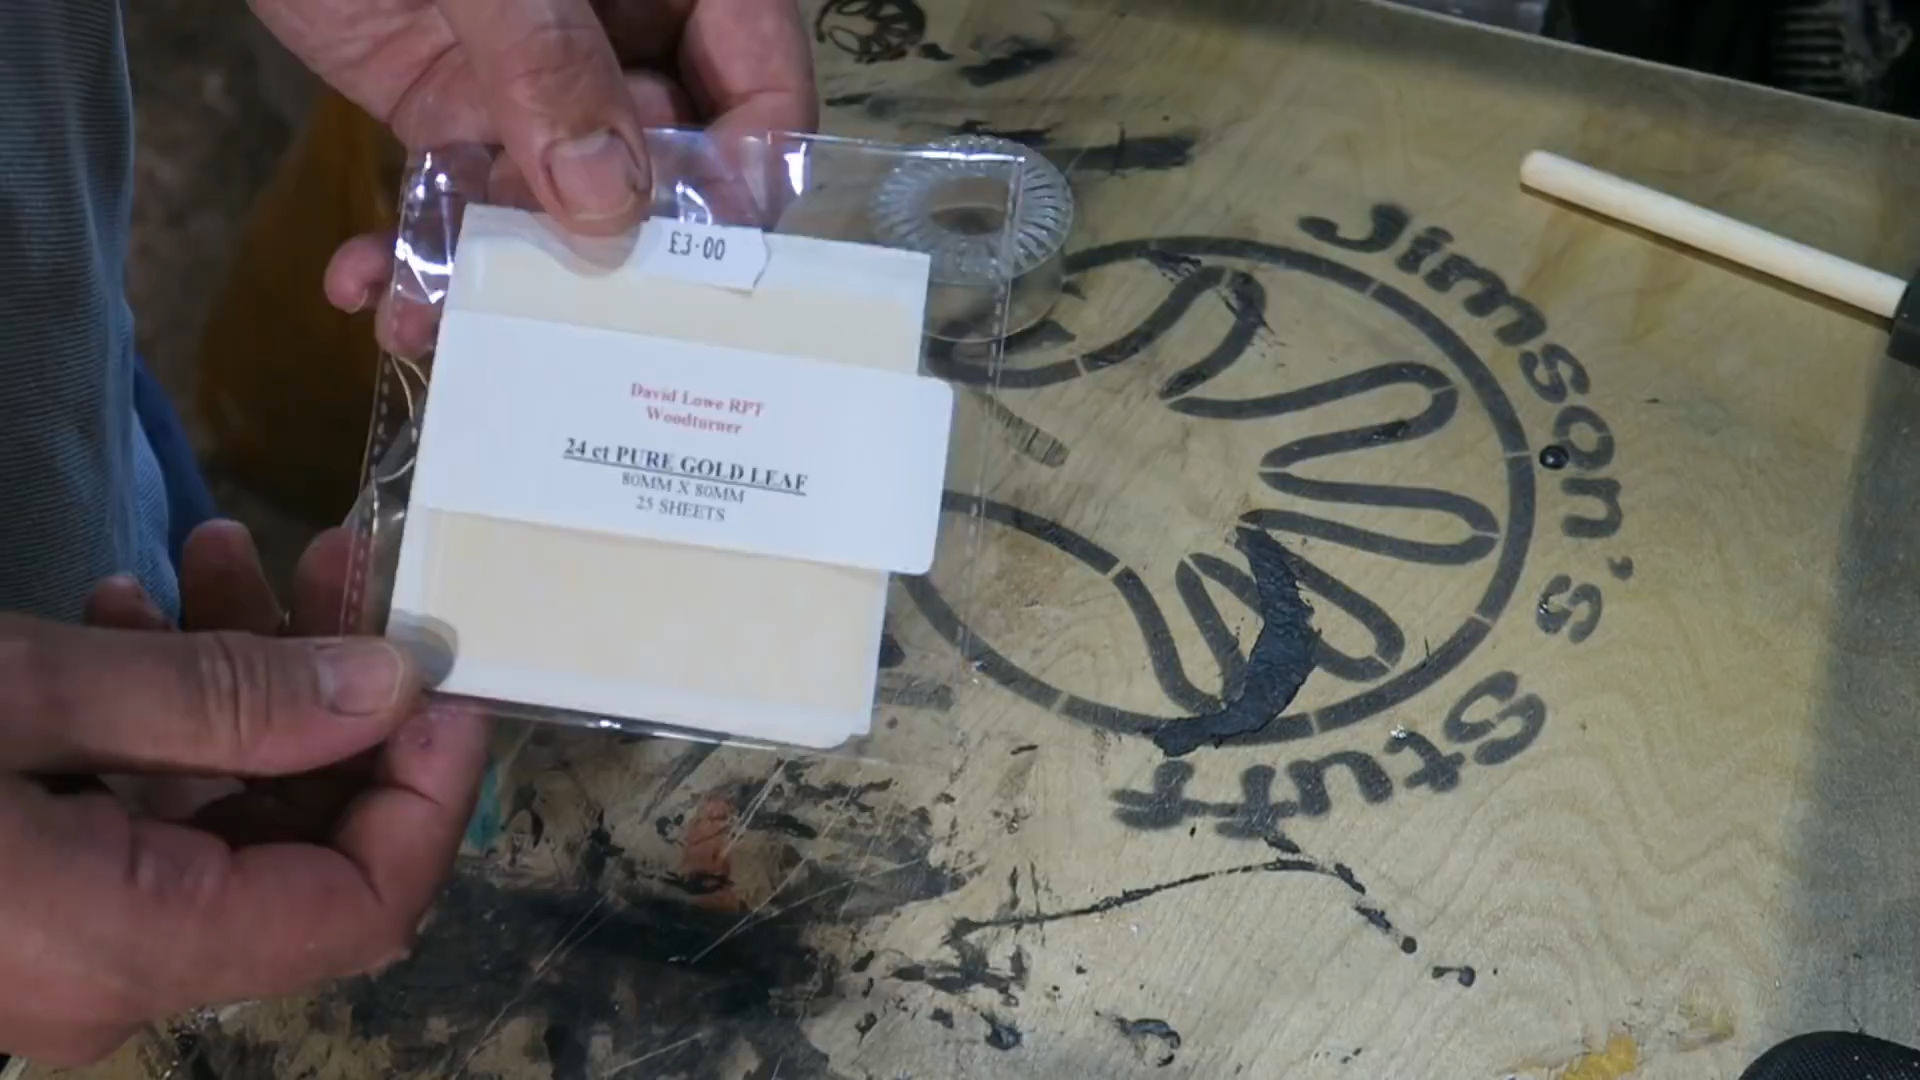 £3·00
David Lowe RPT
Woodturner
24 ct PURE GOLD LEAF
80MM X 80MM
25 SHEETS
Jimson's
Stuff